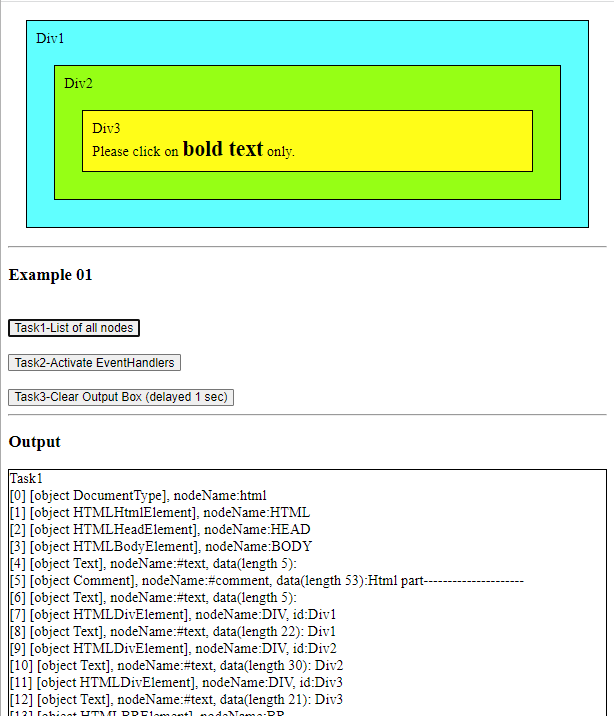 Div1
Div2
Div3
Please click on bold text only.
Example 01
Task1-List of all nodes
Task2-Activate EventHandlers
Task3-Clear Output Box (delayed 1 sec)
Output
Task1
[0] [object DocumentType], nodeName:html
[1] [object HTMLHtmlElement], nodeName:HTML
[2] [object HTMLHeadElement], nodeName:HEAD
[3] [object HTMLBodyElement], nodeName:BODY
[4] [object Text], nodeName:#text, data(length 5):
[5] [object Comment], nodeName:#comment, data(length 53):Html part---------------------
[6] [object Text], nodeName:#text, data(length 5):
[7] [object HTMLDivElement], nodeName:DIV, id:Div1
[8] [object Text], nodeName:#text, data(length 22): Div1
[9] [object HTMLDivElement], nodeName:DIV, id:Div2
[10] [object Text], nodeName:#text, data(length 30): Div2
[11] [object HTMLDivElement], nodeName:DIV, id:Div3
[12] [object Text], nodeName:#text, data(length 21): Div3
[13] [object HTMLBRElement], nodeName:BR